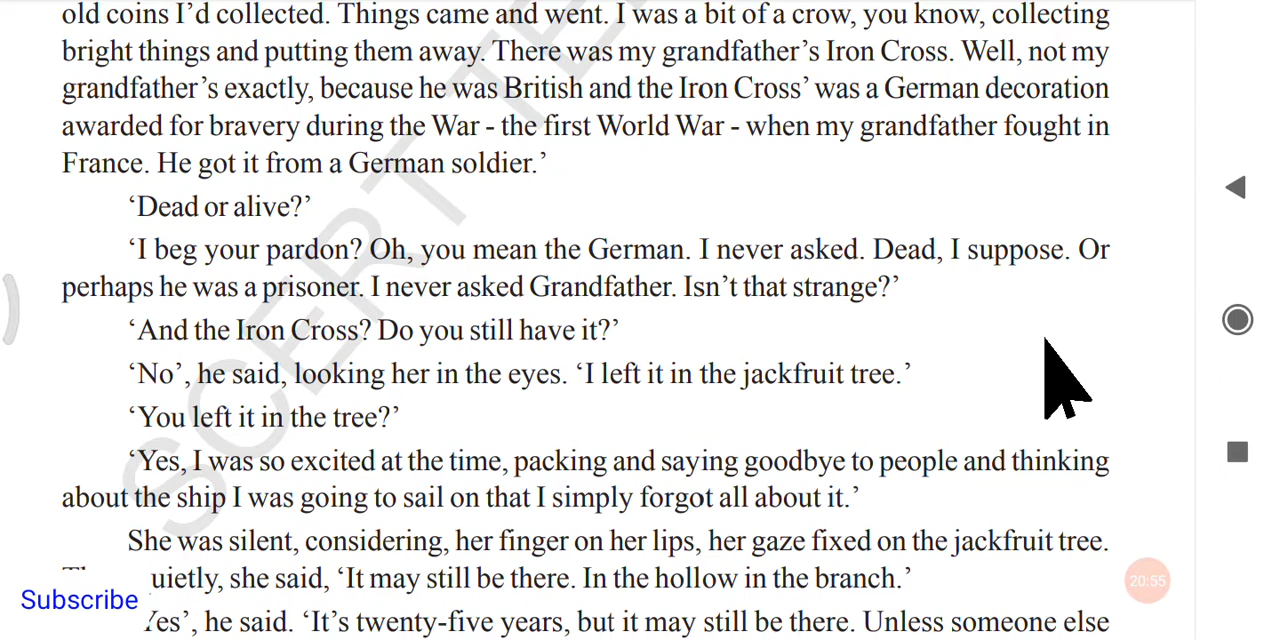 old coins I’d collected. Things came and went. I was a bit of a crow, you know, collecting
bright things and putting them away. There was my grandfather’s Iron Cross. Well, not my
grandfather’s exactly, because he was British and the Iron Cross’ was a German decoration
awarded for bravery during the War - the first World War - when my grandfather fought in
France. He got it from a German soldier.’
‘Dead or alive?’
‘I beg your pardon? Oh, you mean the German. I never asked. Dead, I suppose. Or
perhaps he was a prisoner. I never asked Grandfather. Isn’t that strange?’
‘And the Iron Cross? Do you still have it?’
‘No’, he said, looking her in the eyes. ‘I left it in the jackfruit tree.’
‘You left it in the tree?’
‘Yes, I was so excited at the time, packing and saying goodbye to people and thinking
about the ship I was going to sail on that I simply forgot all about it.’
She was silent, considering, her finger on her lips, her gaze fixed on the jackfruit tree.
uietly, she said, ‘It may still be there. In the hollow in the branch.’
Yes’, he said. ‘It’s twenty-five years, but it may still be there. Unless someone else
Subscribe
20:55
SCERT TE